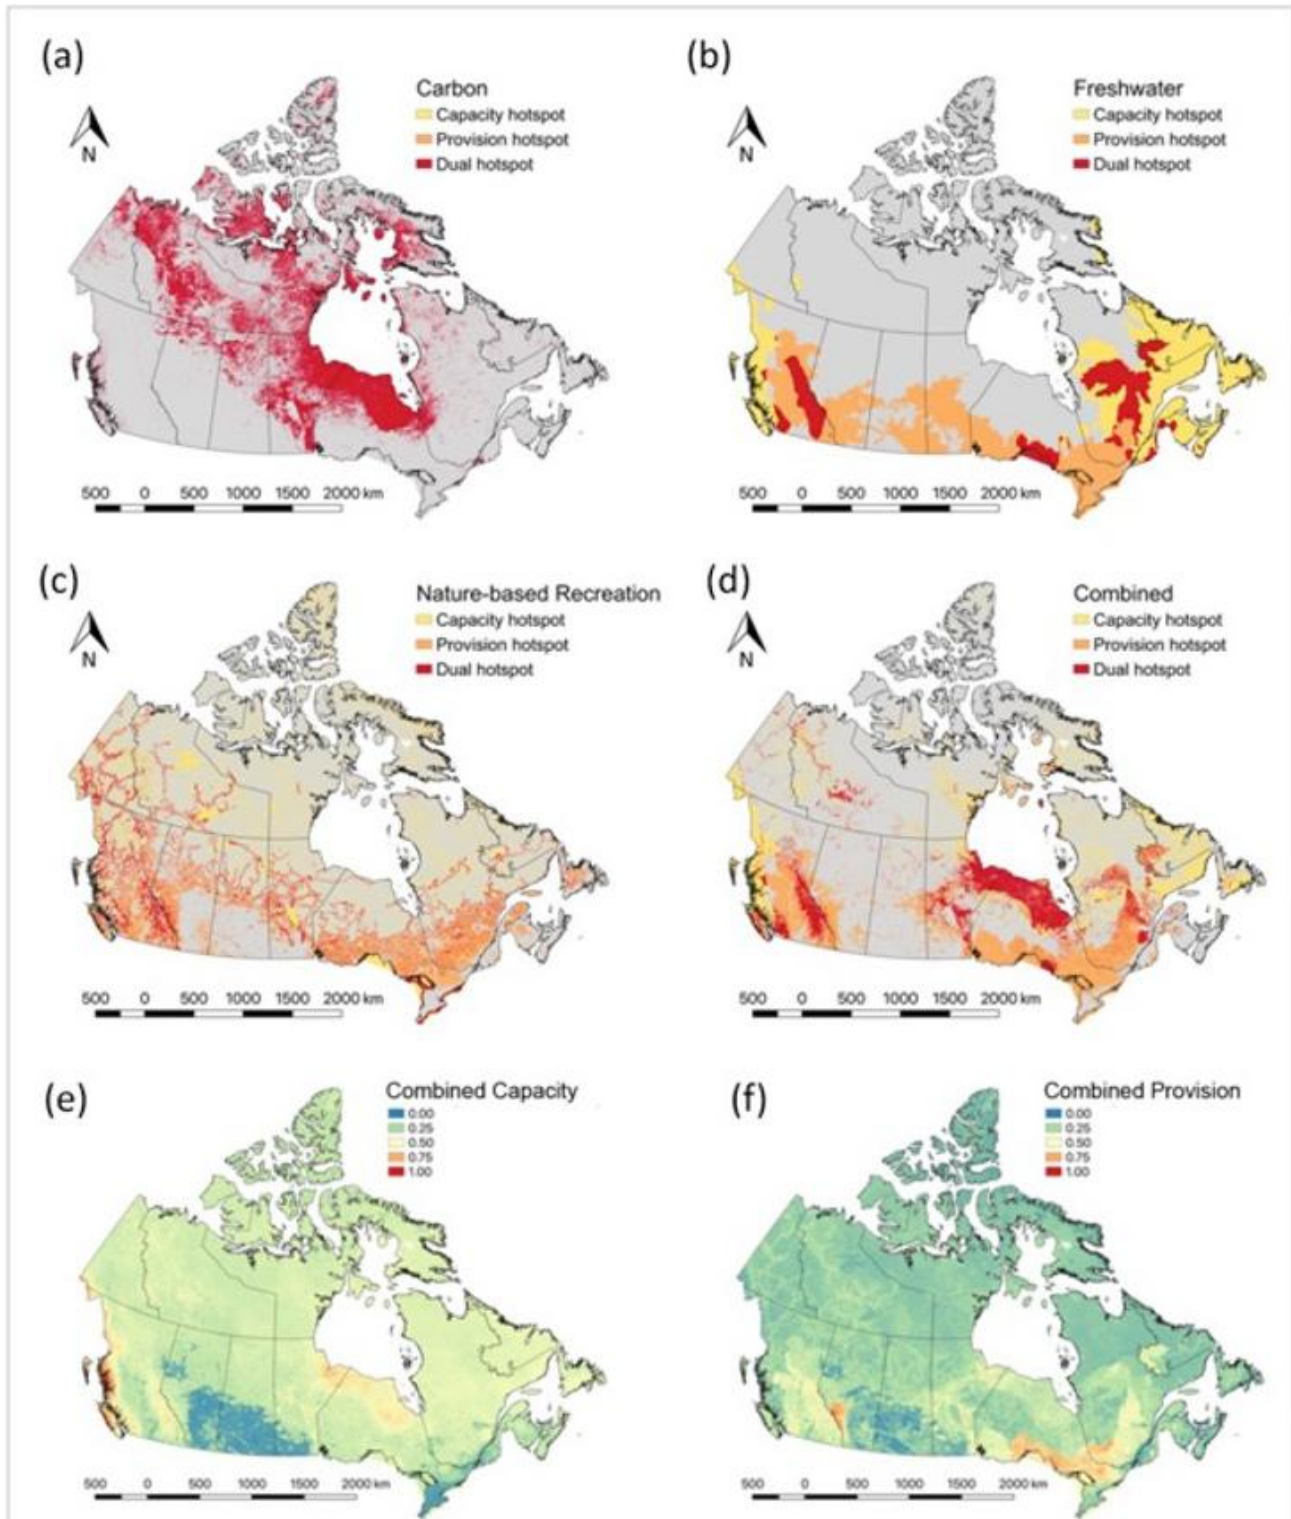 (a)
Carbon
Capacity hotspot
Provision hotspot
Dual hotspot
N
500 0 500 1000 1500 2000 km
(b)
Freshwater
Capacity hotspot
Provision hotspot
Dual hotspot
N
500 0 500 1000 1500 2000 km
(c)
Nature-based Recreation
Capacity hotspot
Provision hotspot
Dual hotspot
N
500 0 500 1000 1500 2000 km
(d)
Combined
Capacity hotspot
Provision hotspot
Dual hotspot
N
500 0 500 1000 1500 2000 km
(e)
Combined Capacity
0.00
0.25
0.50
0.75
1.00
500 0 500 1000 1500 2000 km
(f)
Combined Provision
0.00
0.25
0.50
0.75
1.00
500 0 500 1000 1500 2000 km